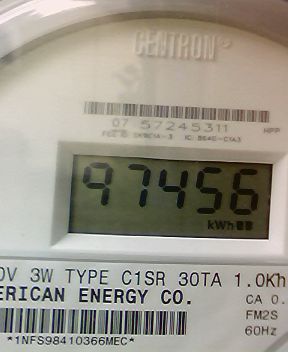 CENTRON®
07 57245311
HPP
97456
kWh
0V 3W TYPE C1SR 30TA 1.0Kh
ERICAN ENERGY CO.
CA 0.
FM2S
60Hz
*1NFS98410366MEC*